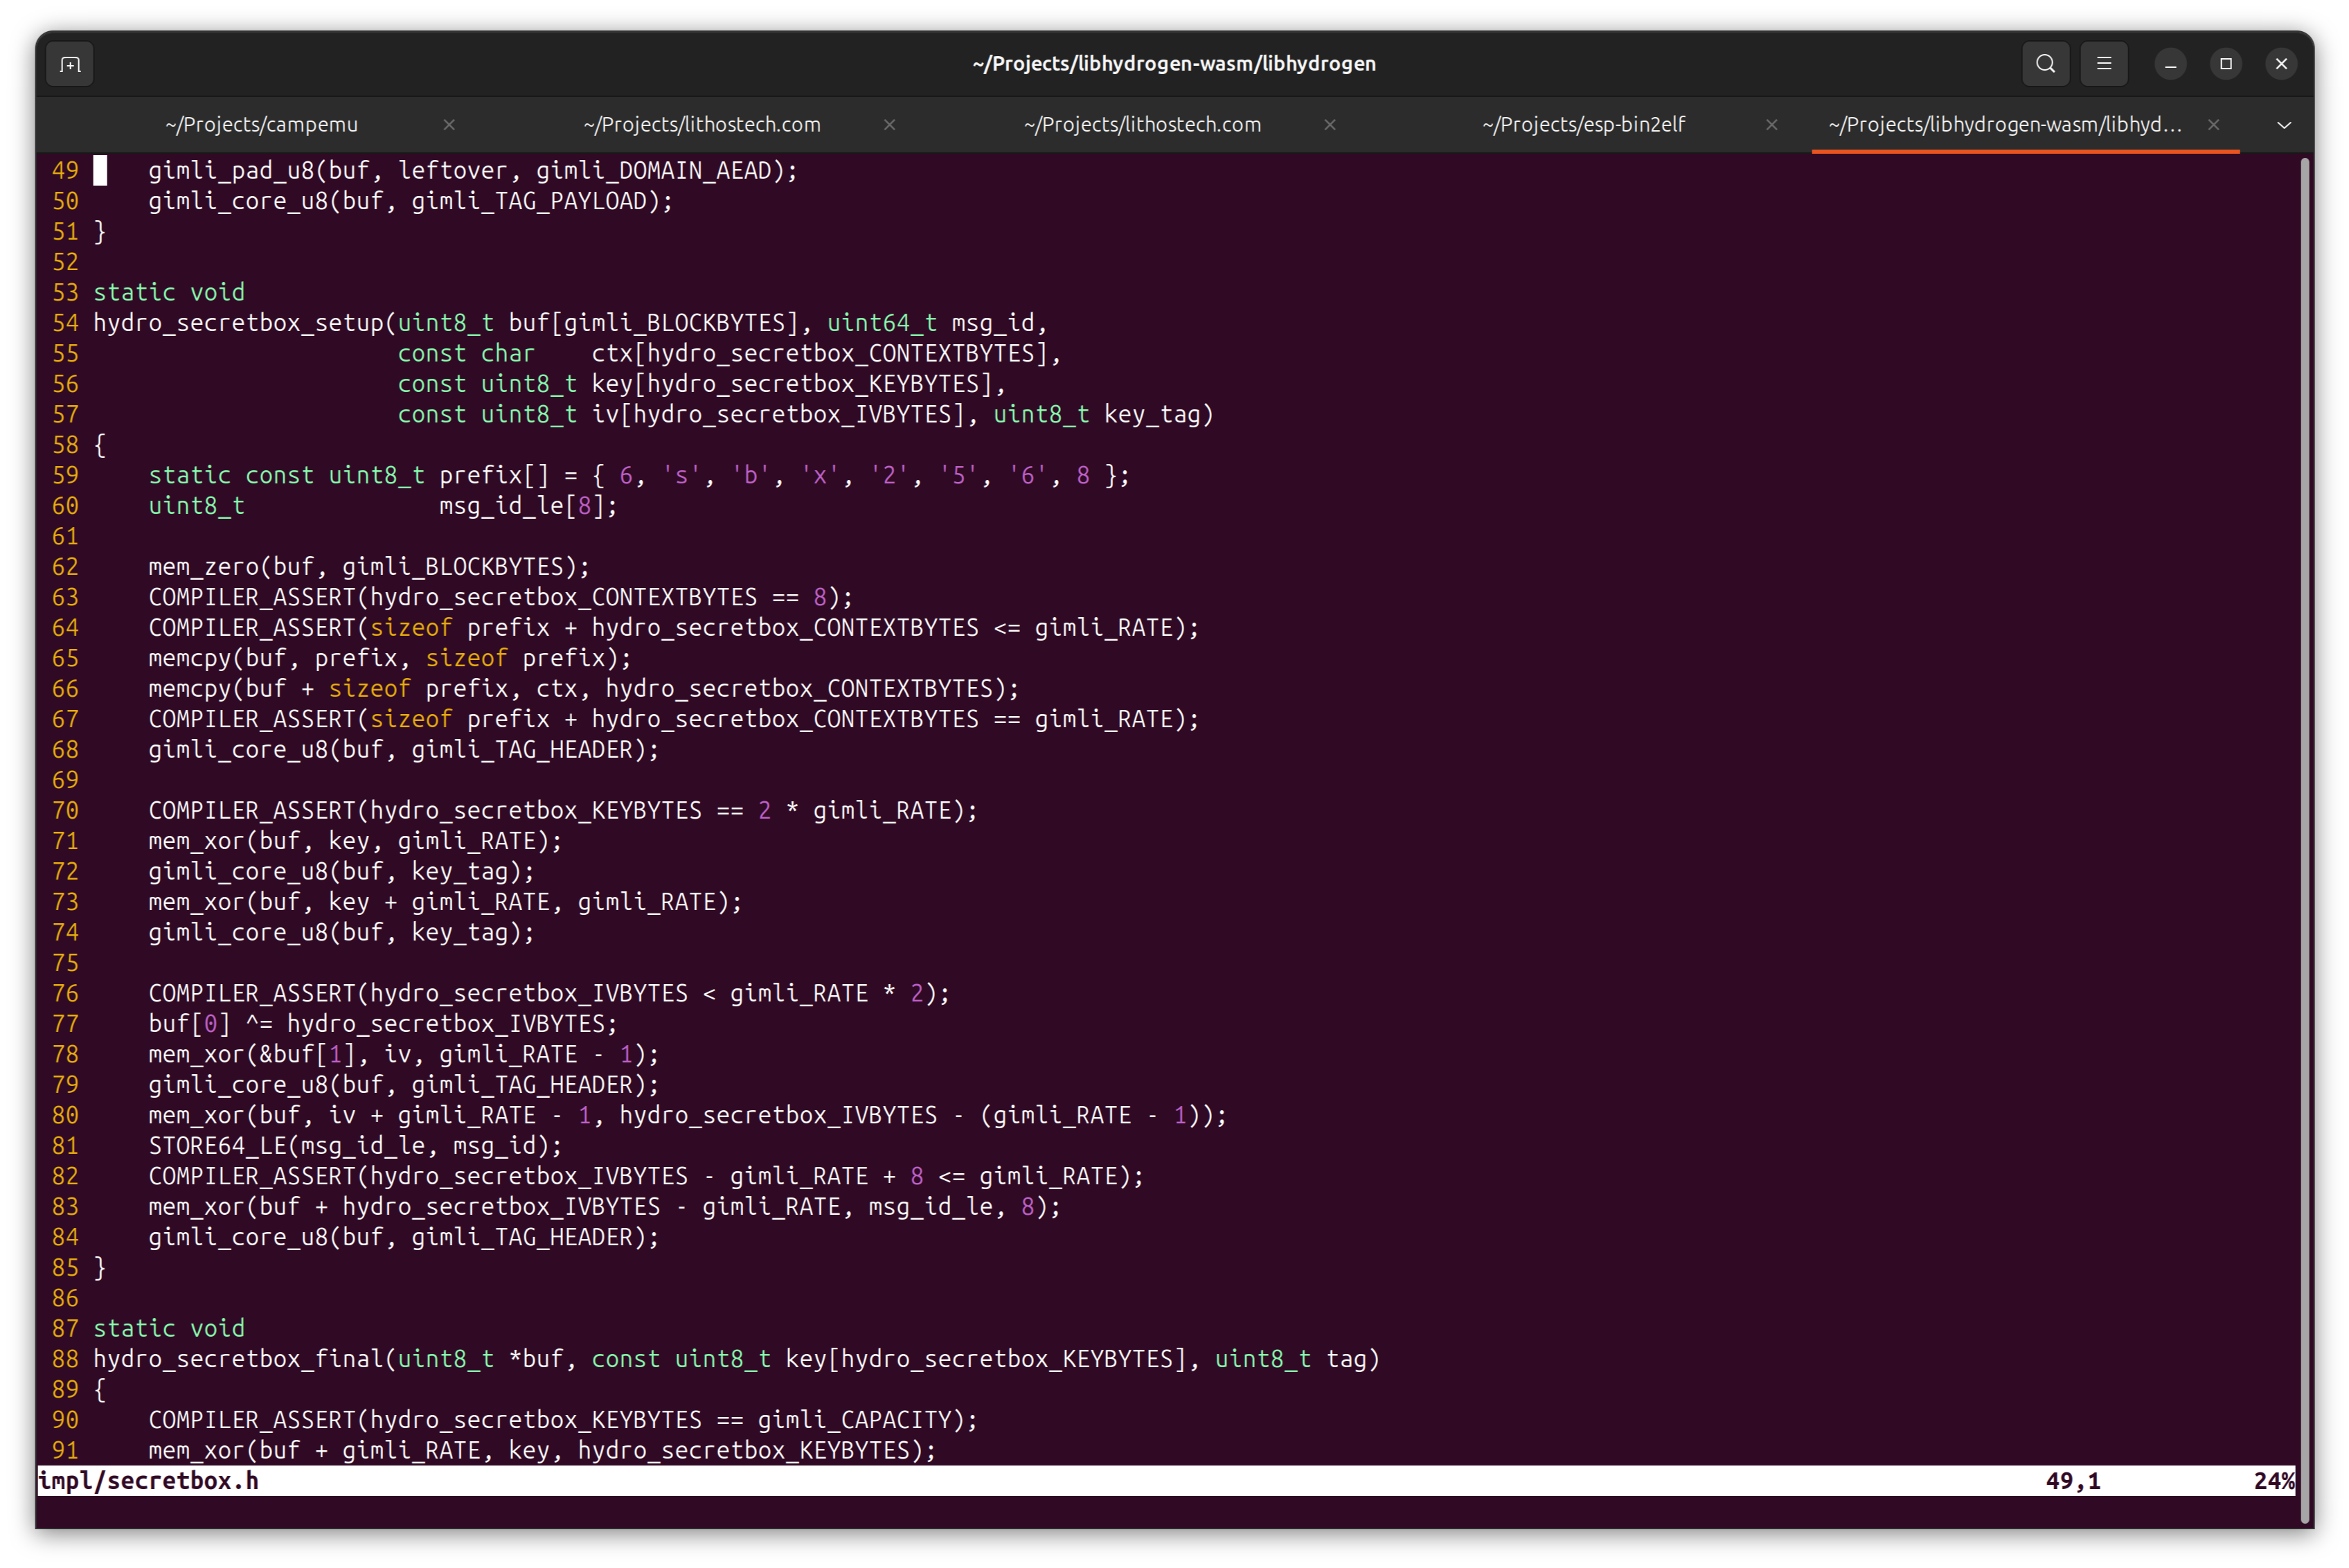 ~/Projects/libhydrogen-wasm/libhydrogen
~/Projects/campemu ~/Projects/lithostech.com ~/Projects/lithostech.com ~/Projects/esp-bin2elf ~/Projects/libhydrogen-wasm/libhyd...
49     gimli_pad_u8(buf, leftover, gimli_DOMAIN_AEAD);
50     gimli_core_u8(buf, gimli_TAG_PAYLOAD);
51 }
52
53 static void
54 hydro_secretbox_setup(uint8_t buf[gimli_BLOCKBYTES], uint64_t msg_id,
55                       const char    ctx[hydro_secretbox_CONTEXTBYTES],
56                       const uint8_t key[hydro_secretbox_KEYBYTES],
57                       const uint8_t iv[hydro_secretbox_IVBYTES], uint8_t key_tag)
58 {
59     static const uint8_t prefix[] = { 6, 's', 'b', 'x', '2', '5', '6', 8 };
60     uint8_t              msg_id_le[8];
61
62     mem_zero(buf, gimli_BLOCKBYTES);
63     COMPILER_ASSERT(hydro_secretbox_CONTEXTBYTES == 8);
64     COMPILER_ASSERT(sizeof prefix + hydro_secretbox_CONTEXTBYTES <= gimli_RATE);
65     memcpy(buf, prefix, sizeof prefix);
66     memcpy(buf + sizeof prefix, ctx, hydro_secretbox_CONTEXTBYTES);
67     COMPILER_ASSERT(sizeof prefix + hydro_secretbox_CONTEXTBYTES == gimli_RATE);
68     gimli_core_u8(buf, gimli_TAG_HEADER);
69
70     COMPILER_ASSERT(hydro_secretbox_KEYBYTES == 2 * gimli_RATE);
71     mem_xor(buf, key, gimli_RATE);
72     gimli_core_u8(buf, key_tag);
73     mem_xor(buf, key + gimli_RATE, gimli_RATE);
74     gimli_core_u8(buf, key_tag);
75
76     COMPILER_ASSERT(hydro_secretbox_IVBYTES < gimli_RATE * 2);
77     buf[0] ^= hydro_secretbox_IVBYTES;
78     mem_xor(&buf[1], iv, gimli_RATE - 1);
79     gimli_core_u8(buf, gimli_TAG_HEADER);
80     mem_xor(buf, iv + gimli_RATE - 1, hydro_secretbox_IVBYTES - (gimli_RATE - 1));
81     STORE64_LE(msg_id_le, msg_id);
82     COMPILER_ASSERT(hydro_secretbox_IVBYTES - gimli_RATE + 8 <= gimli_RATE);
83     mem_xor(buf + hydro_secretbox_IVBYTES - gimli_RATE, msg_id_le, 8);
84     gimli_core_u8(buf, gimli_TAG_HEADER);
85 }
86
87 static void
88 hydro_secretbox_final(uint8_t *buf, const uint8_t key[hydro_secretbox_KEYBYTES], uint8_t tag)
89 {
90     COMPILER_ASSERT(hydro_secretbox_KEYBYTES == gimli_CAPACITY);
91     mem_xor(buf + gimli_RATE, key, hydro_secretbox_KEYBYTES);
impl/secretbox.h 49,1 24%